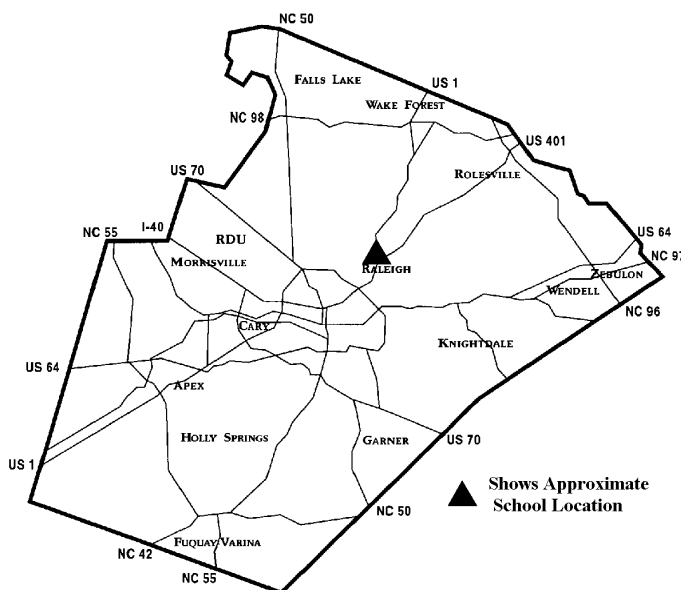 NC 50
FALLS LAKE
US 1
WAKE FOREST
NC 98
US 401
US 70
ROLESVILLE
NC 55
I-40
RDU
US 64
MORRISVILLE
RALEIGH
NC 97
ZEBULON
WENDELL
NC 96
CARY
KNIGHTDALE
US 64
APEX
HOLLY SPRINGS
GARNER
US 70
US 1
Shows Approximate
School Location
NC 50
FUQUAY-VARINA
NC 42
NC 55